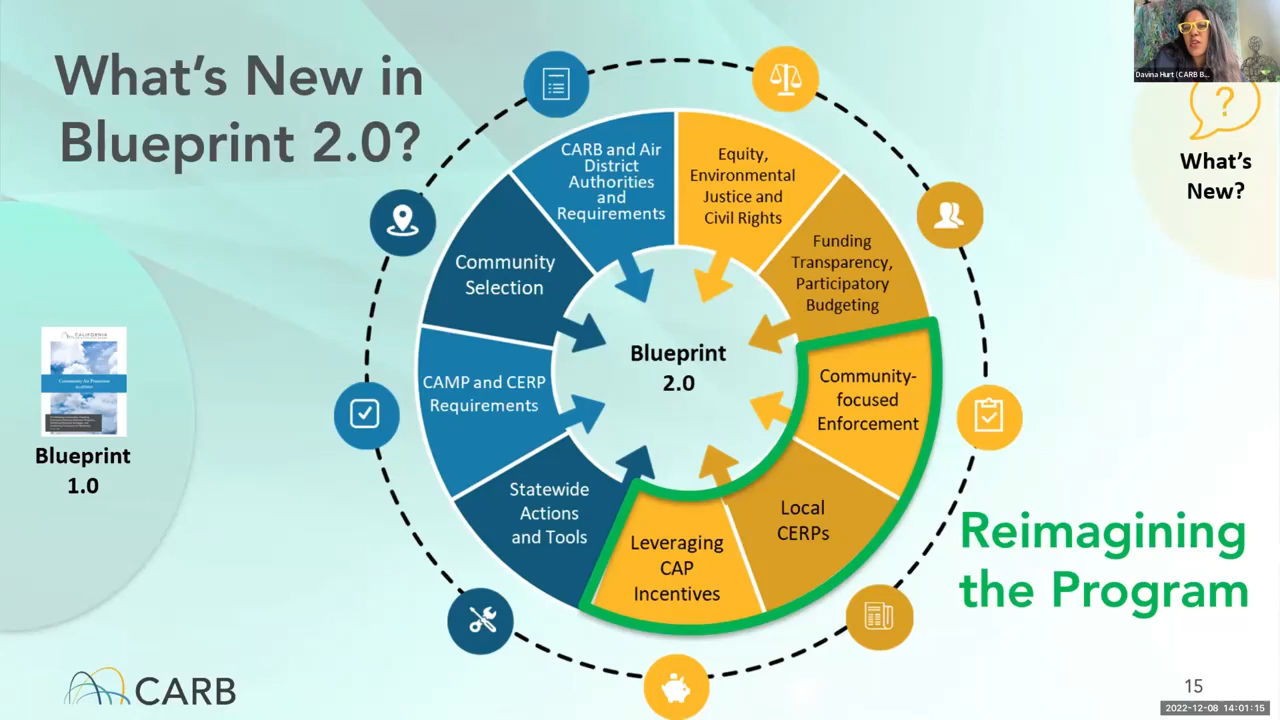 What's New in
Blueprint 2.0?
Davina Hurt (CARB B...
?
What's
New?
CARB and Air
District
Authorities
and
Requirements
Equity,
Environmental
Justice and
Civil Rights
Funding
Transparency,
Participatory
Budgeting
Community
Selection
Blueprint
2.0
Community-
focused
Enforcement
CAMP and CERP
Requirements
CALIFORNIA
Blueprint
1.0
Statewide
Actions
and Tools
Local
CERPs
Leveraging
CAP
Incentives
Reimagining
the Program
CARB
15
2022-12-08 14:01:15